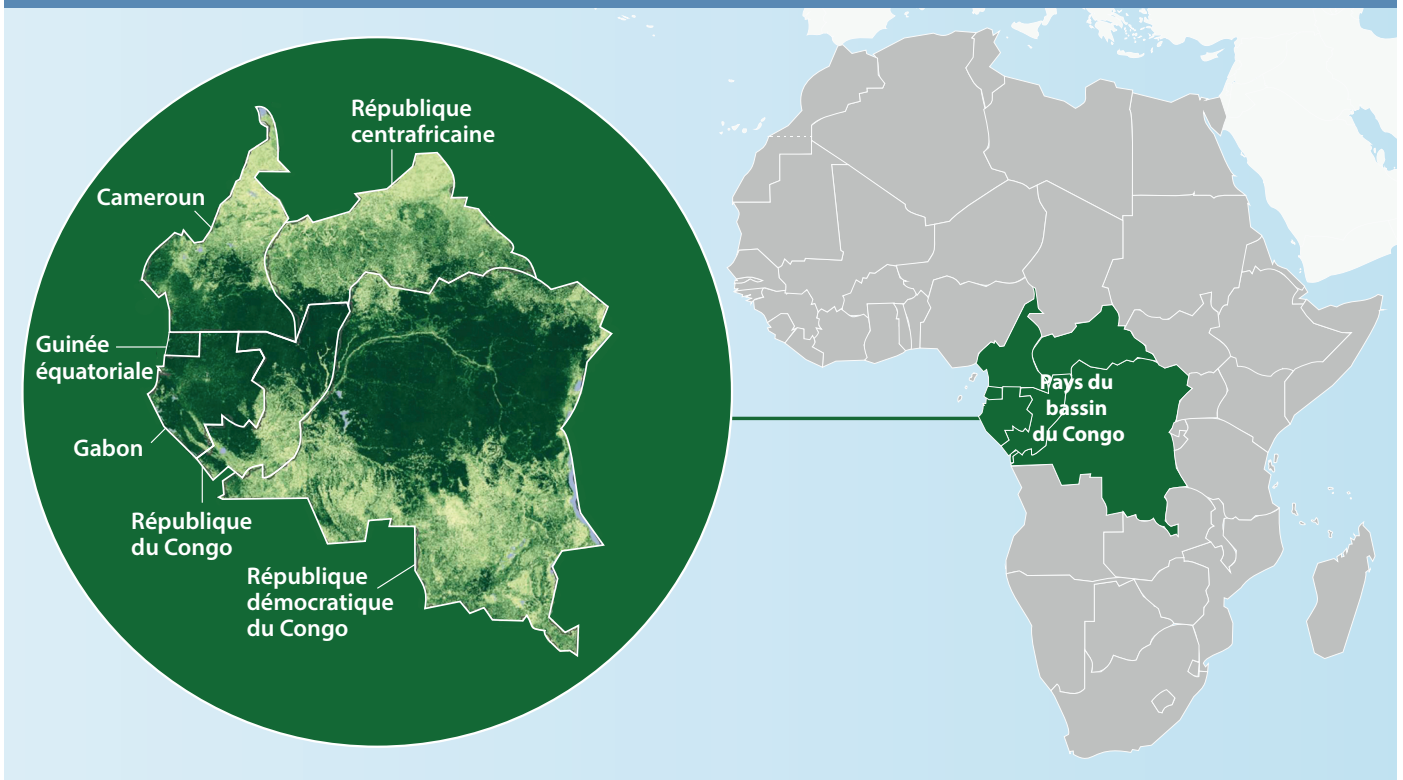 République
centrafricaine
Cameroun
Guinée
équatoriale
Gabon
République
du Congo
République
démocratique
du Congo
Pays du
bassin
du Congo